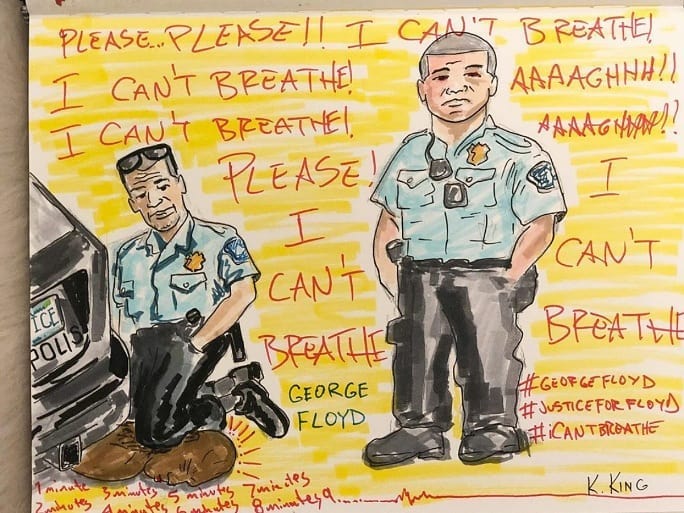 PLEASE...PLEASE!! I CAN'T BREATHE!
I CAN'T BREATHE!
I CAN'T BREATHE!
PLEASE!
I
CAN'T
BREATHE
GEORGE
FLOYD
AAAAGHHH!!
AAAAGHHH!!
I
CAN'T
BREATHE
#GEORGEFLOYD
#JUSTICEFORFLOYD
#iCANTBREATHE
ICE
POLIS
1 minute 3 minutes 5 minutes 7 minutes
2 minutes 4 minutes 6 minutes 8 minutes 9
K. KING